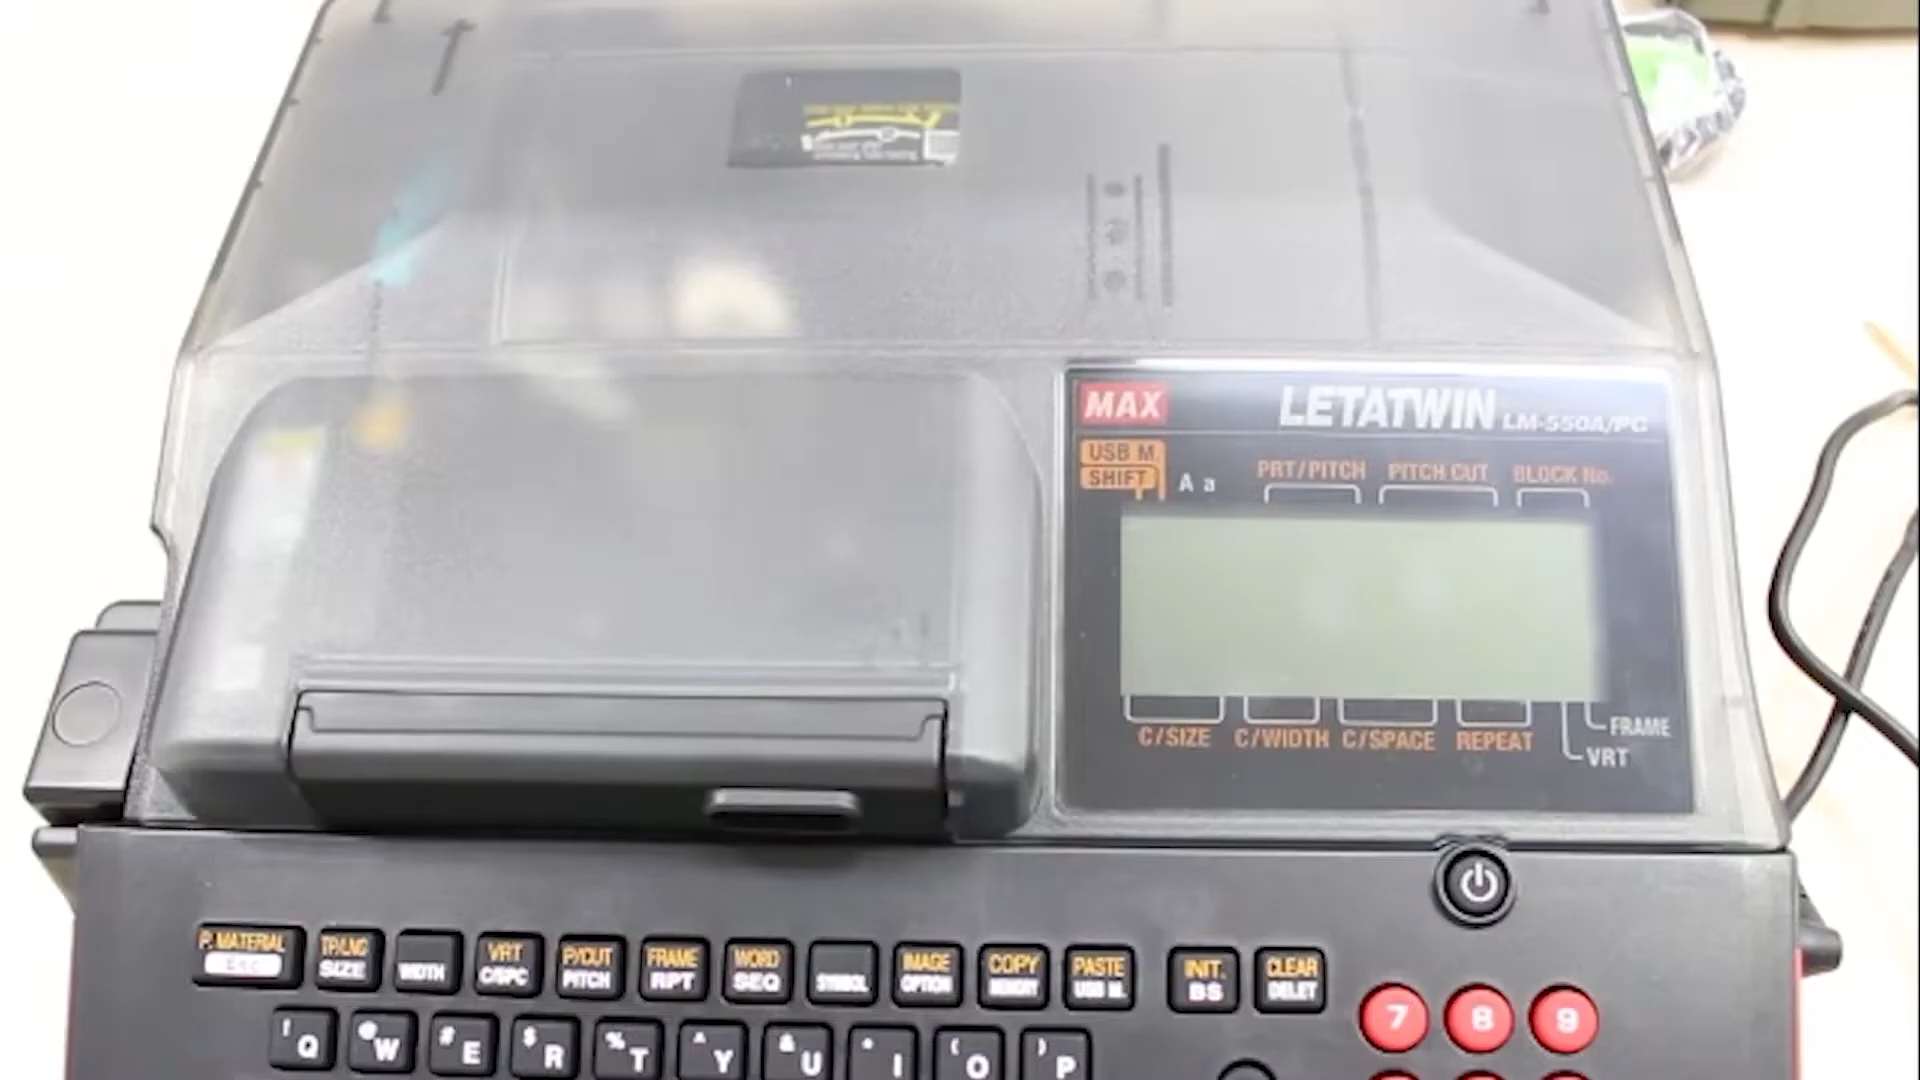 MAX LETATWIN LM-550A/PC
USB M.
SHIFT
A a
PRT/PITCH PITCH CUT BLOCK No.
C/SIZE C/WIDTH C/SPACE REPEAT
FRAME
VRT
P. MATERIAL TP/LNG VRT P/CUT FRAME WORD IMAGE COPY PASTE INIT. CLEAR
Esc SIZE WIDTH C/SPC PITCH RPT SEQ SYMBOL OPTION MEMORY USB M. BS DELET
7 8 9
! Q @ W # E $ R % T ^ Y & U * I ( O ) P